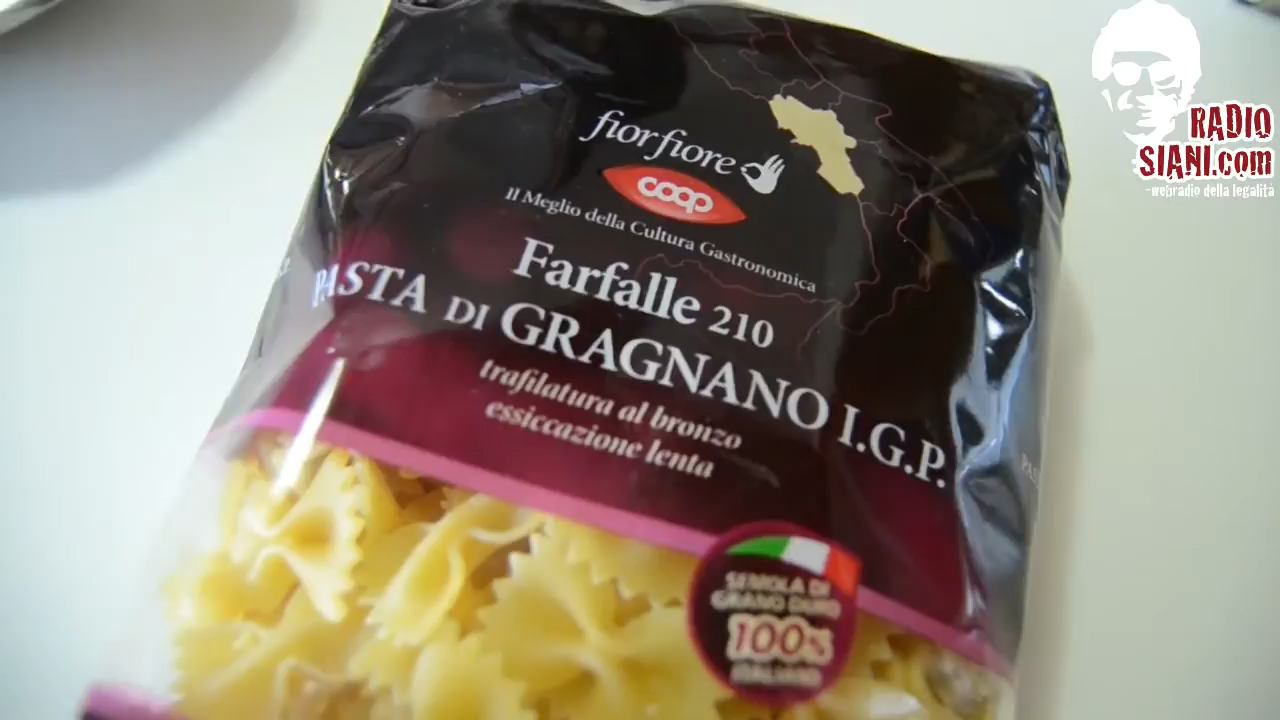 fiorfiore
coop
Il Meglio della Cultura Gastronomica
Farfalle 210
PASTA DI GRAGNANO I.G.P.
trafilatura al bronzo
essiccazione lenta
SEMOLA DI
GRANO DURO
100%
ITALIANO
RADIO
SIANI.com
-webradio della legalità